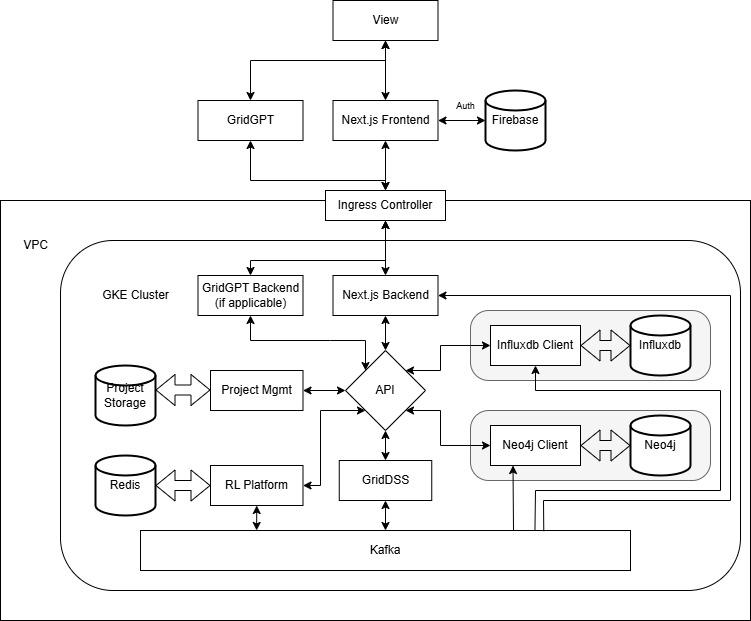 View
GridGPT
Next.js Frontend
Auth
Firebase
Ingress Controller
VPC
GKE Cluster
GridGPT Backend
(if applicable)
Next.js Backend
Influxdb Client
Influxdb
Project
Storage
Project Mgmt
API
Neo4j Client
Neo4j
Redis
RL Platform
GridDSS
Kafka